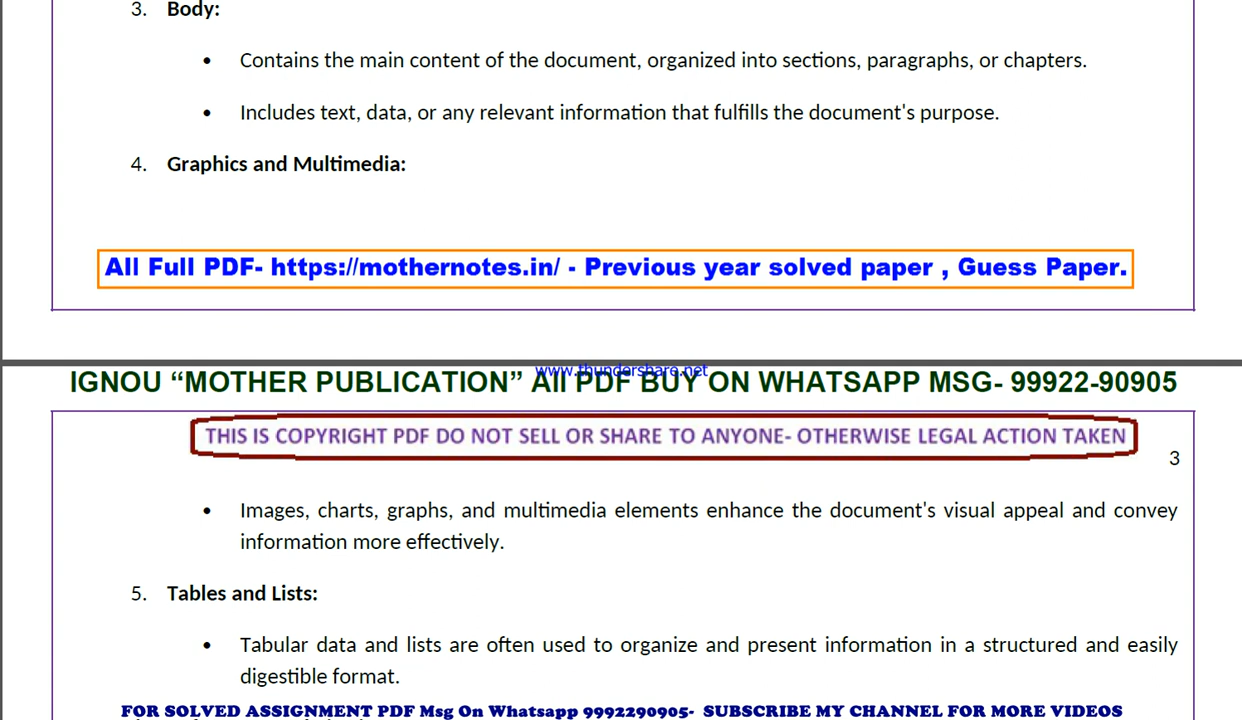 3. Body:
• Contains the main content of the document, organized into sections, paragraphs, or chapters.
• Includes text, data, or any relevant information that fulfills the document's purpose.
4. Graphics and Multimedia:
All Full PDF- https://mothernotes.in/ - Previous year solved paper , Guess Paper.
www.thundershare.net
IGNOU “MOTHER PUBLICATION” All PDF BUY ON WHATSAPP MSG- 99922-90905
THIS IS COPYRIGHT PDF DO NOT SELL OR SHARE TO ANYONE- OTHERWISE LEGAL ACTION TAKEN
3
• Images, charts, graphs, and multimedia elements enhance the document's visual appeal and convey
information more effectively.
5. Tables and Lists:
• Tabular data and lists are often used to organize and present information in a structured and easily
digestible format.
FOR SOLVED ASSIGNMENT PDF Msg On Whatsapp 9992290905- SUBSCRIBE MY CHANNEL FOR MORE VIDEOS